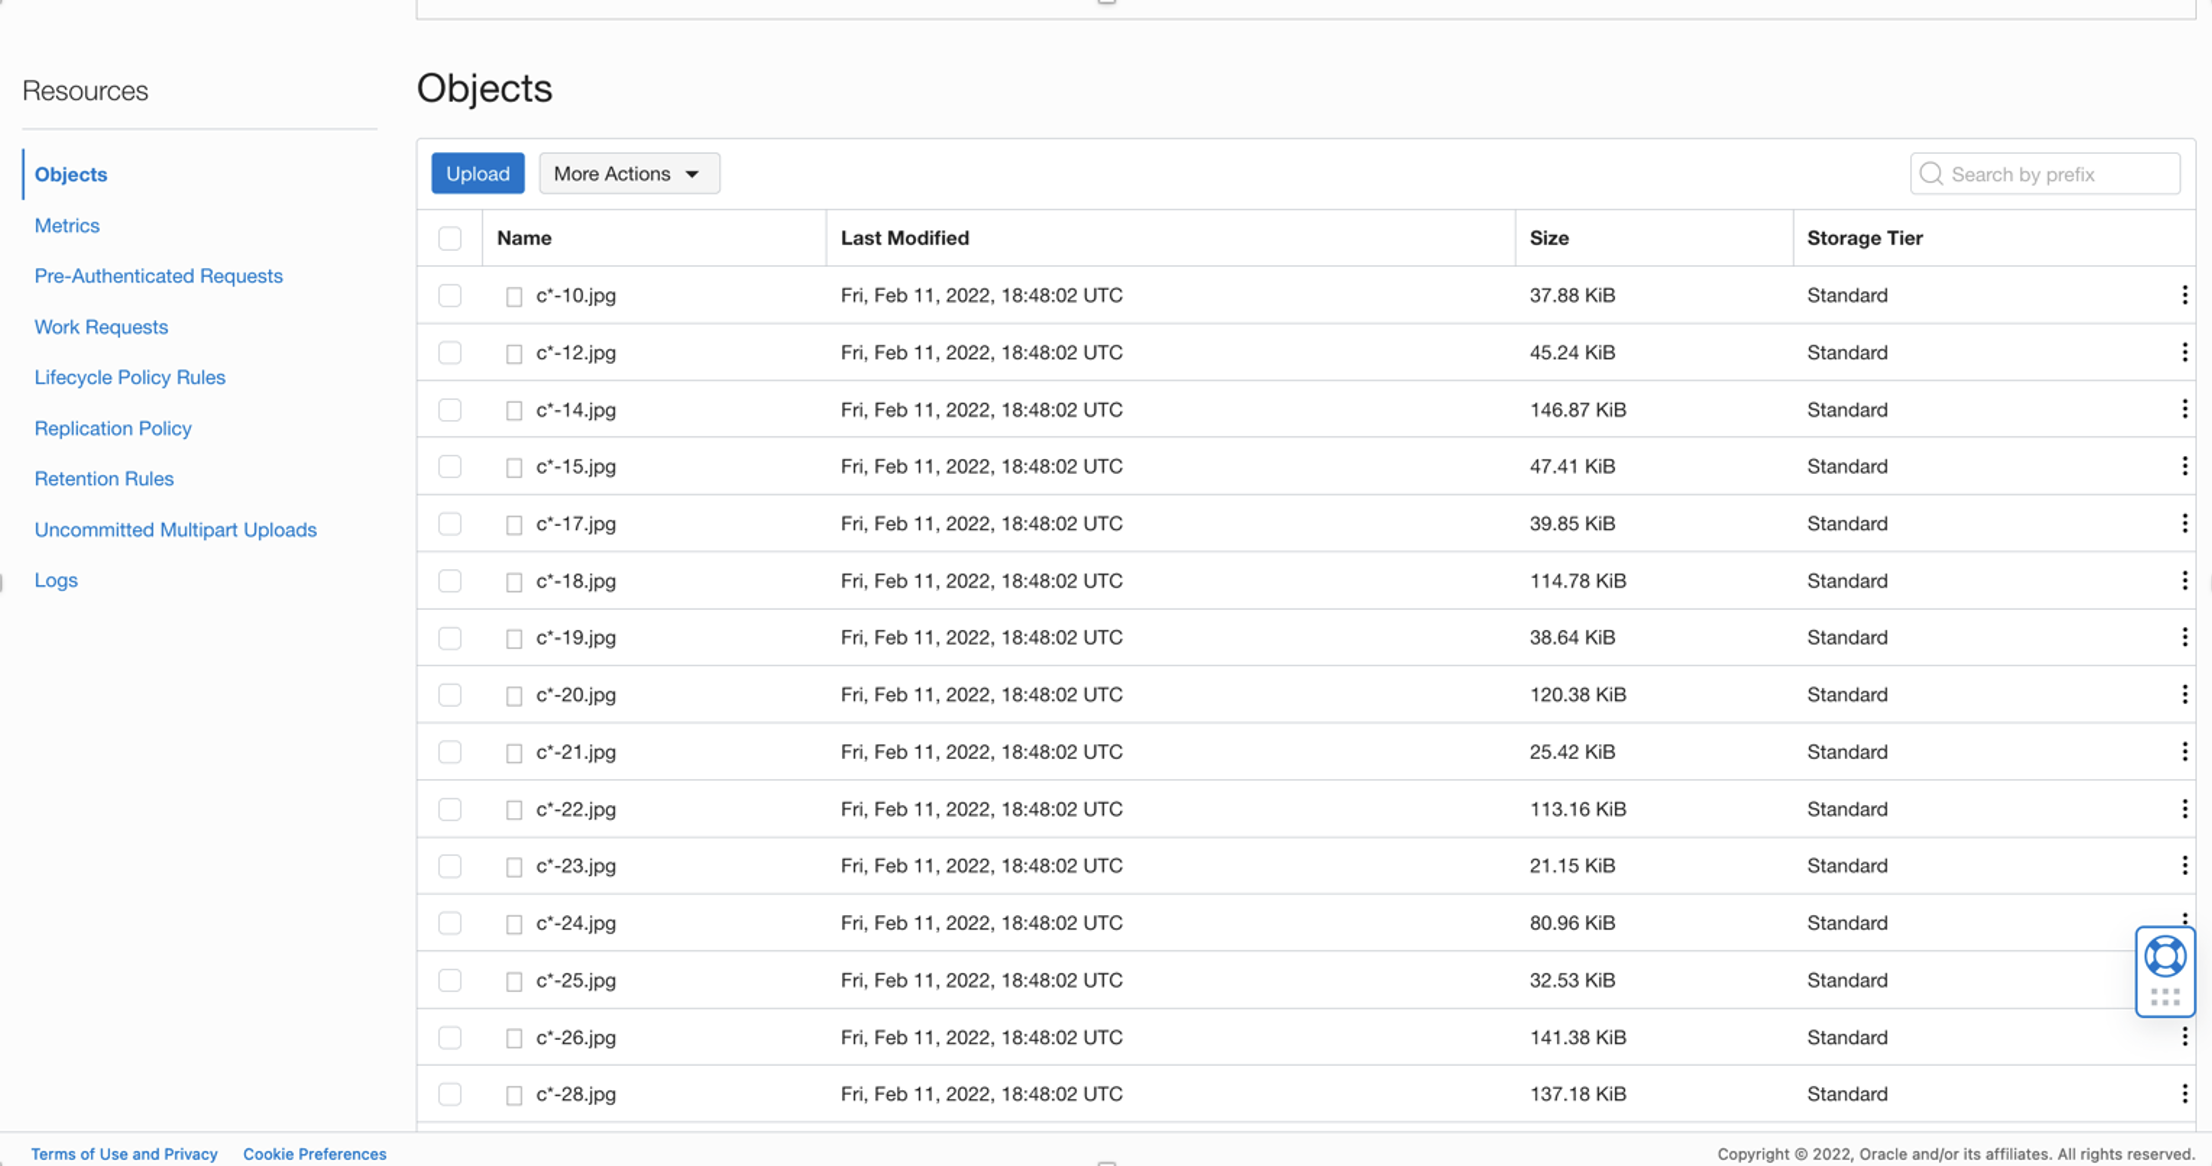 Resources
Objects
Metrics
Pre-Authenticated Requests
Work Requests
Lifecycle Policy Rules
Replication Policy
Retention Rules
Uncommitted Multipart Uploads
Logs
Objects
Upload More Actions Search by prefix
Name Last Modified Size Storage Tier
c*-10.jpg Fri, Feb 11, 2022, 18:48:02 UTC 37.88 KiB Standard
c*-12.jpg Fri, Feb 11, 2022, 18:48:02 UTC 45.24 KiB Standard
c*-14.jpg Fri, Feb 11, 2022, 18:48:02 UTC 146.87 KiB Standard
c*-15.jpg Fri, Feb 11, 2022, 18:48:02 UTC 47.41 KiB Standard
c*-17.jpg Fri, Feb 11, 2022, 18:48:02 UTC 39.85 KiB Standard
c*-18.jpg Fri, Feb 11, 2022, 18:48:02 UTC 114.78 KiB Standard
c*-19.jpg Fri, Feb 11, 2022, 18:48:02 UTC 38.64 KiB Standard
c*-20.jpg Fri, Feb 11, 2022, 18:48:02 UTC 120.38 KiB Standard
c*-21.jpg Fri, Feb 11, 2022, 18:48:02 UTC 25.42 KiB Standard
c*-22.jpg Fri, Feb 11, 2022, 18:48:02 UTC 113.16 KiB Standard
c*-23.jpg Fri, Feb 11, 2022, 18:48:02 UTC 21.15 KiB Standard
c*-24.jpg Fri, Feb 11, 2022, 18:48:02 UTC 80.96 KiB Standard
c*-25.jpg Fri, Feb 11, 2022, 18:48:02 UTC 32.53 KiB Standard
c*-26.jpg Fri, Feb 11, 2022, 18:48:02 UTC 141.38 KiB Standard
c*-28.jpg Fri, Feb 11, 2022, 18:48:02 UTC 137.18 KiB Standard
Terms of Use and Privacy Cookie Preferences Copyright © 2022, Oracle and/or its affiliates. All rights reserved.